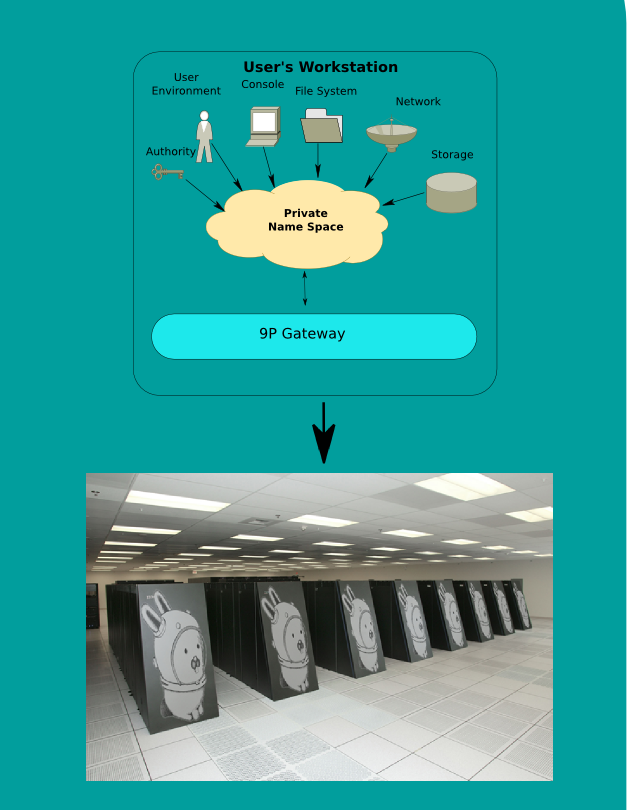 User's Workstation
User
Environment
Console
File System
Network
Authority
Storage
Private
Name Space
9P Gateway